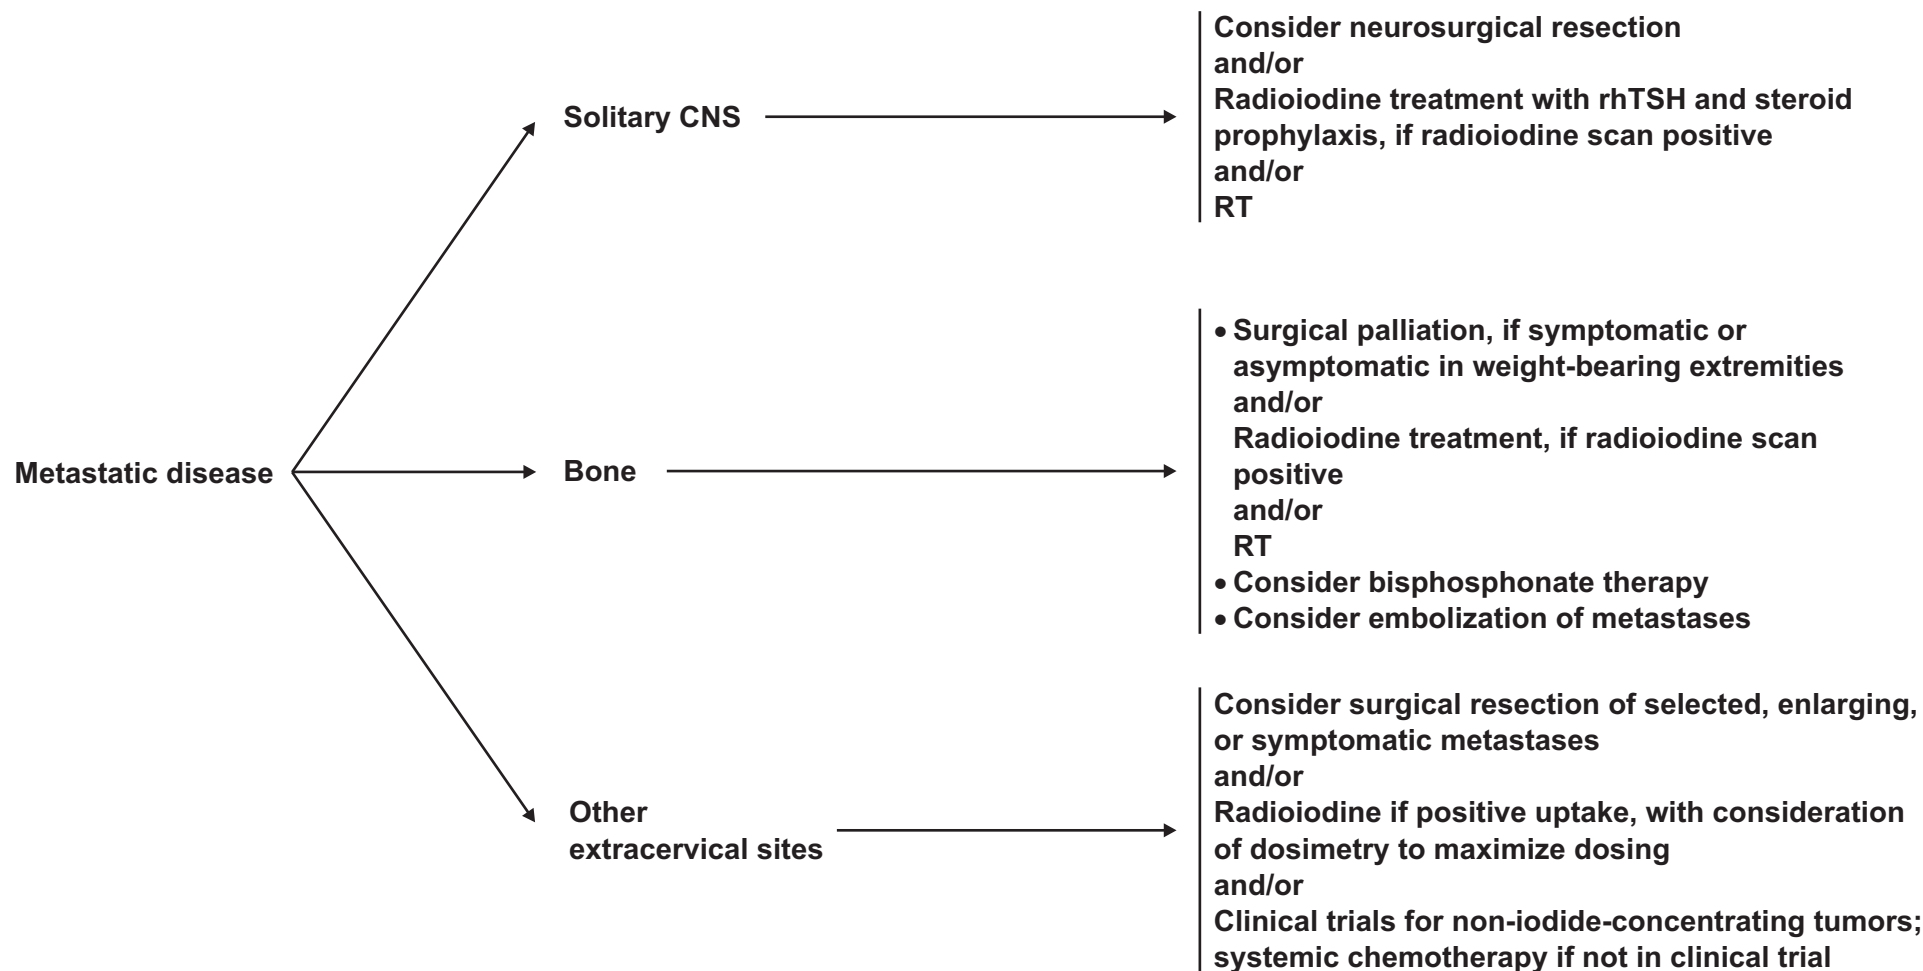 Metastatic disease
Solitary CNS
Consider neurosurgical resection
and/or
Radioiodine treatment with rhTSH and steroid
prophylaxis, if radioiodine scan positive
and/or
RT
Bone
• Surgical palliation, if symptomatic or
asymptomatic in weight-bearing extremities
and/or
Radioiodine treatment, if radioiodine scan
positive
and/or
RT
• Consider bisphosphonate therapy
• Consider embolization of metastases
Other
extracervical sites
Consider surgical resection of selected, enlarging,
or symptomatic metastases
and/or
Radioiodine if positive uptake, with consideration
of dosimetry to maximize dosing
and/or
Clinical trials for non-iodide-concentrating tumors;
systemic chemotherapy if not in clinical trial